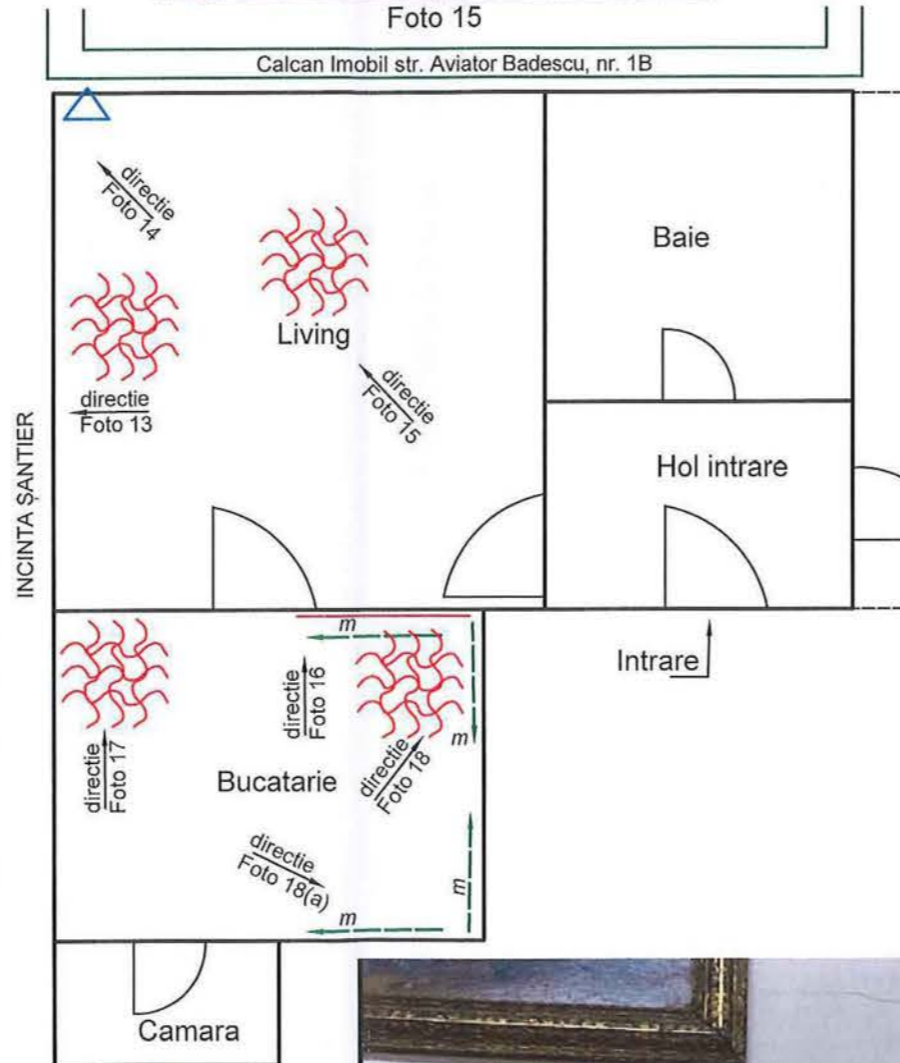 Foto 15
Calcan Imobil str. Aviator Badescu, nr. 1B
directie
Foto 14
Baie
Living
directie
Foto 15
directie
Foto 13
INCINTA ȘANTIER
Hol intrare
m
Intrare
directie
Foto 16
m
directie
Foto 17
directie
Foto 18
Bucatarie
directie
Foto 18(a)
m
m
Camara